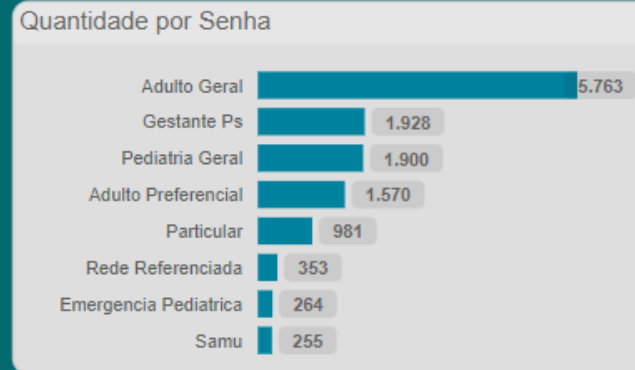 Quantidade por Senha
Adulto Geral 5.763
Gestante Ps 1.928
Pediatria Geral 1.900
Adulto Preferencial 1.570
Particular 981
Rede Referenciada 353
Emergencia Pediatrica 264
Samu 255